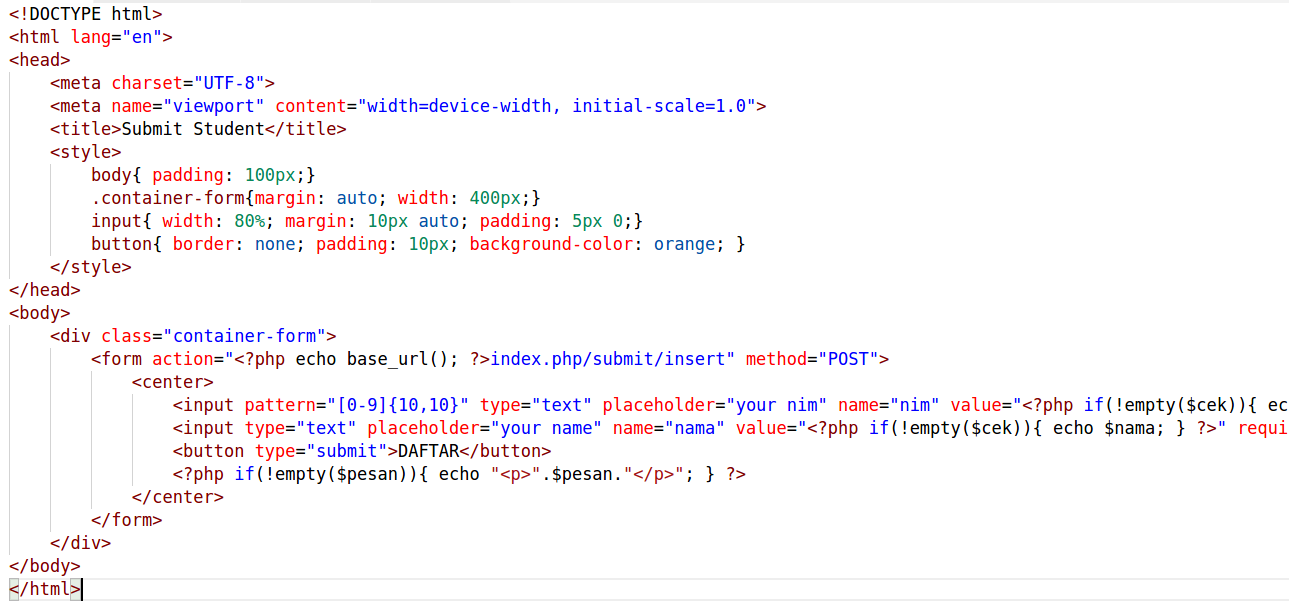 <!DOCTYPE html>
<html lang="en">
<head>
    <meta charset="UTF-8">
    <meta name="viewport" content="width=device-width, initial-scale=1.0">
    <title>Submit Student</title>
    <style>
        body{ padding: 100px;}
        .container-form{margin: auto; width: 400px;}
        input{ width: 80%; margin: 10px auto; padding: 5px 0;}
        button{ border: none; padding: 10px; background-color: orange; }
    </style>
</head>
<body>
    <div class="container-form">
        <form action="<?php echo base_url(); ?>index.php/submit/insert" method="POST">
            <center>
                <input pattern="[0-9]{10,10}" type="text" placeholder="your nim" name="nim" value="<?php if(!empty($cek)){ ec
                <input type="text" placeholder="your name" name="nama" value="<?php if(!empty($cek)){ echo $nama; } ?>" requi
                <button type="submit">DAFTAR</button>
                <?php if(!empty($pesan)){ echo "<p>".$pesan."</p>"; } ?>
            </center>
        </form>
    </div>
</body>
</html>